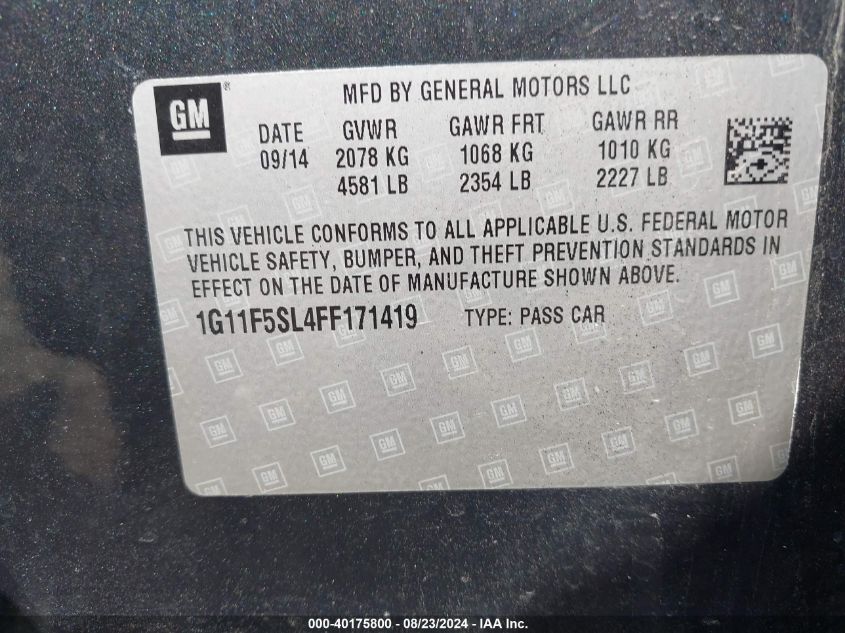 GM
MFD BY GENERAL MOTORS LLC
DATE GVWR GAWR FRT GAWR RR
09/14 2078 KG 1068 KG 1010 KG
4581 LB 2354 LB 2227 LB
THIS VEHICLE CONFORMS TO ALL APPLICABLE U.S. FEDERAL MOTOR
VEHICLE SAFETY, BUMPER, AND THEFT PREVENTION STANDARDS IN
EFFECT ON THE DATE OF MANUFACTURE SHOWN ABOVE.
1G11F5SL4FF171419 TYPE: PASS CAR
000-40175800 - 08/23/2024 - IAA Inc.